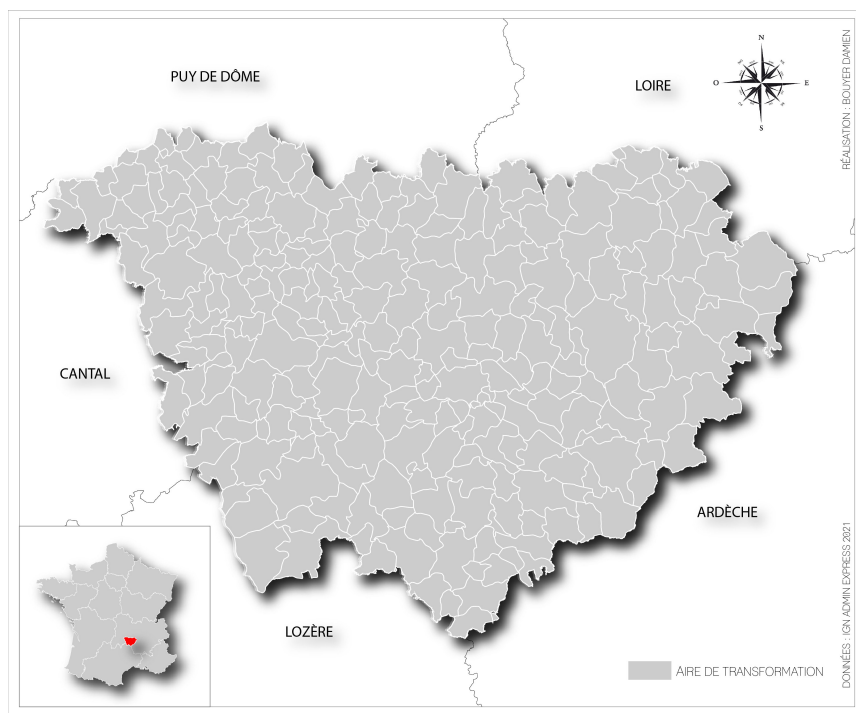 PUY DE DÔME
LOIRE
N
O
E
S
CANTAL
ARDÈCHE
LOZÈRE
AIRE DE TRANSFORMATION
RÉALISATION : BOUYER DAMIEN
DONNÉES : IGN ADMIN EXPRESS 2021